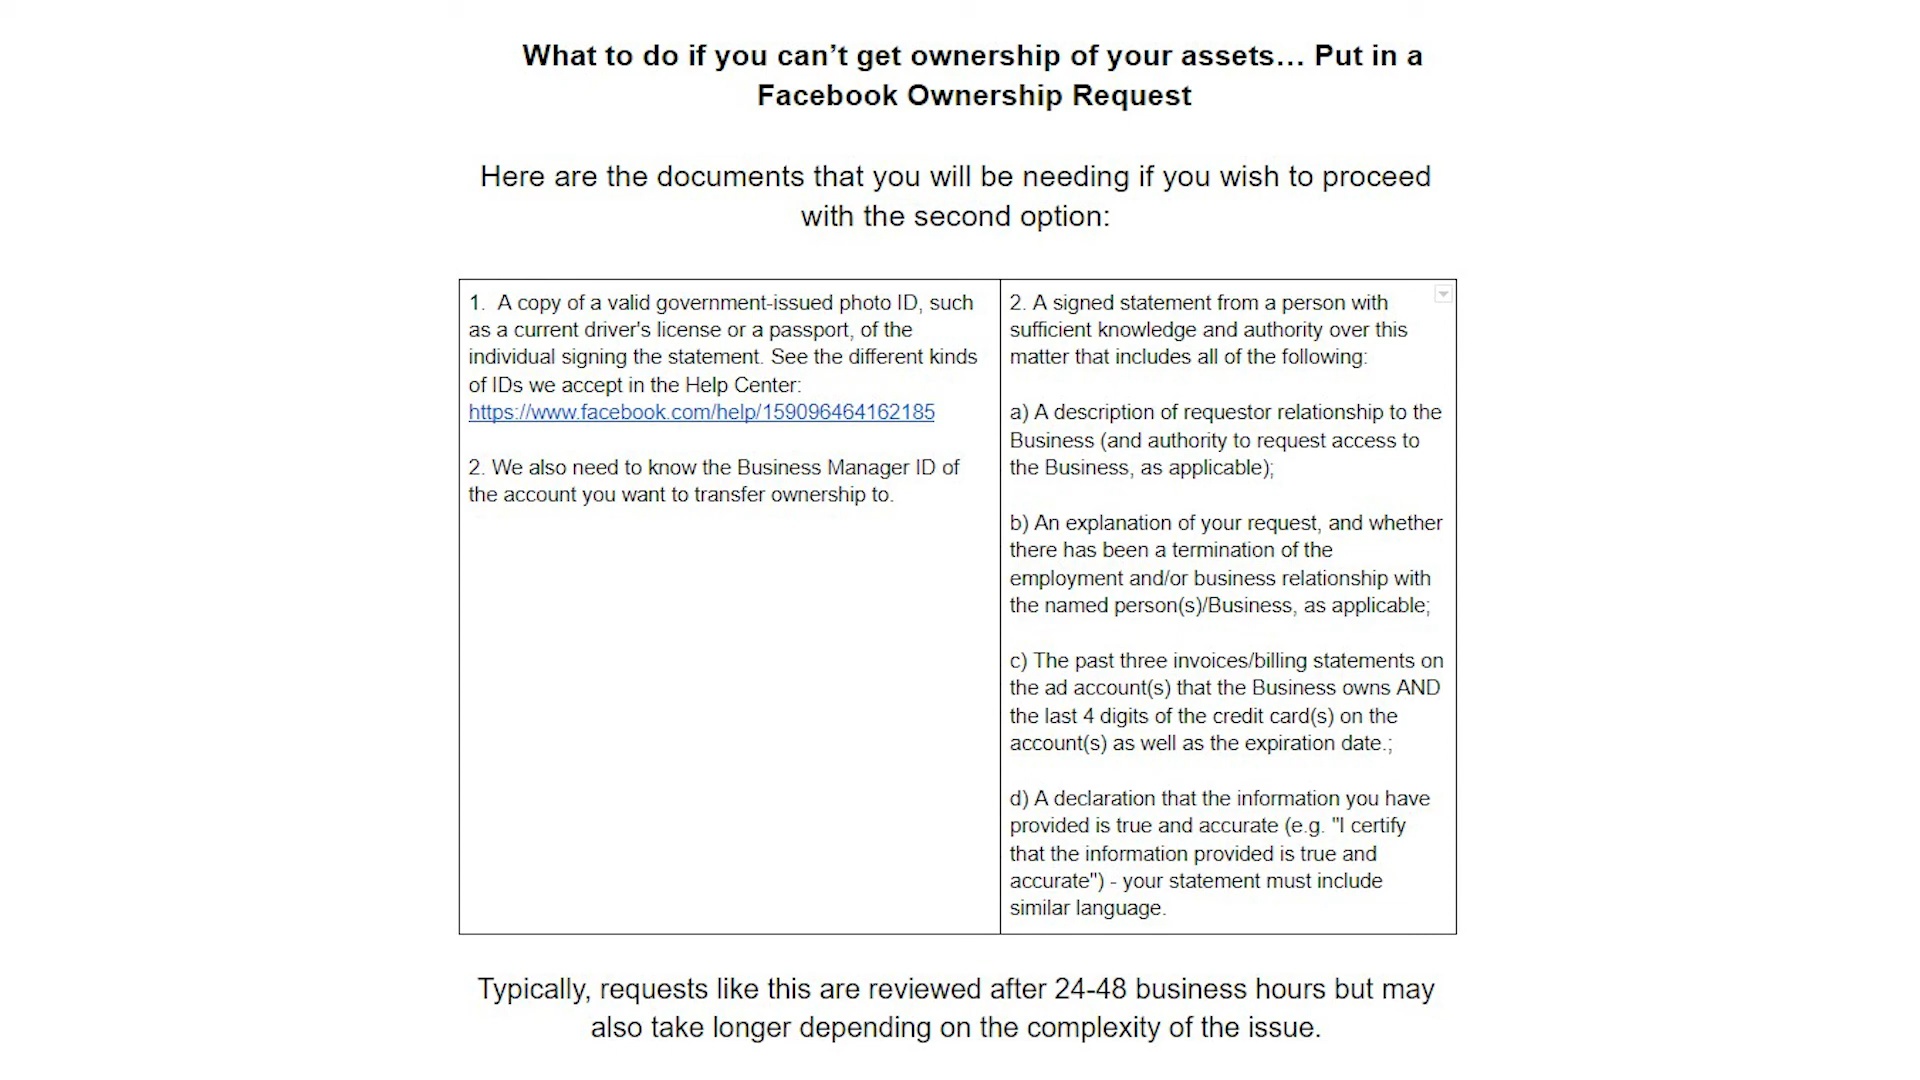 What to do if you can’t get ownership of your assets… Put in a
Facebook Ownership Request
Here are the documents that you will be needing if you wish to proceed
with the second option:
1.  A copy of a valid government-issued photo ID, such
as a current driver's license or a passport, of the
individual signing the statement. See the different kinds
of IDs we accept in the Help Center:
https://www.facebook.com/help/159096464162185
2. We also need to know the Business Manager ID of
the account you want to transfer ownership to.
2. A signed statement from a person with
sufficient knowledge and authority over this
matter that includes all of the following:
a) A description of requestor relationship to the
Business (and authority to request access to
the Business, as applicable);
b) An explanation of your request, and whether
there has been a termination of the
employment and/or business relationship with
the named person(s)/Business, as applicable;
c) The past three invoices/billing statements on
the ad account(s) that the Business owns AND
the last 4 digits of the credit card(s) on the
account(s) as well as the expiration date.;
d) A declaration that the information you have
provided is true and accurate (e.g. "I certify
that the information provided is true and
accurate") - your statement must include
similar language.
Typically, requests like this are reviewed after 24-48 business hours but may
also take longer depending on the complexity of the issue.